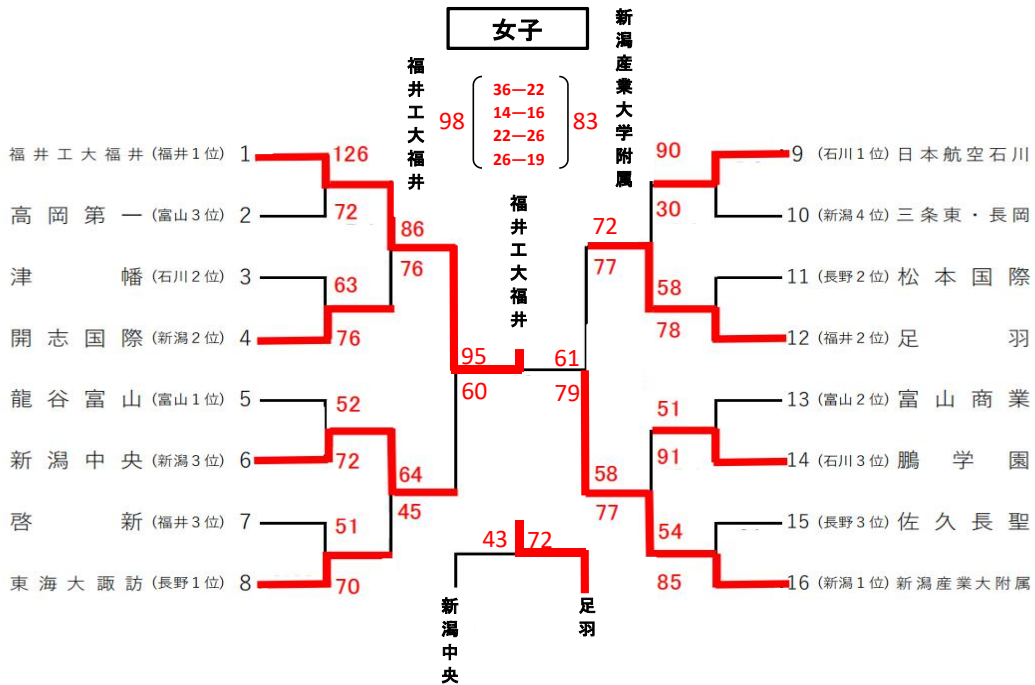 女子
福井工大福井
新潟産業大学附属
98
36—22
14—16
22—26
26—19
83
福井工大福井
福井工大福井 (福井1位) 1
高岡第一 (富山3位) 2
津幡 (石川2位) 3
開志国際 (新潟2位) 4
龍谷富山 (富山1位) 5
新潟中央 (新潟3位) 6
啓新 (福井3位) 7
東海大諏訪 (長野1位) 8
126
72
63
76
52
72
51
70
86
76
64
45
95
60
61
79
72
77
58
77
90
30
58
78
51
91
54
85
9 (石川1位) 日本航空石川
10 (新潟4位) 三条東・長岡
11 (長野2位) 松本国際
12 (福井2位) 足羽
13 (富山2位) 富山商業
14 (石川3位) 鵬学園
15 (長野3位) 佐久長聖
16 (新潟1位) 新潟産業大附属
43
72
新潟中央
足羽